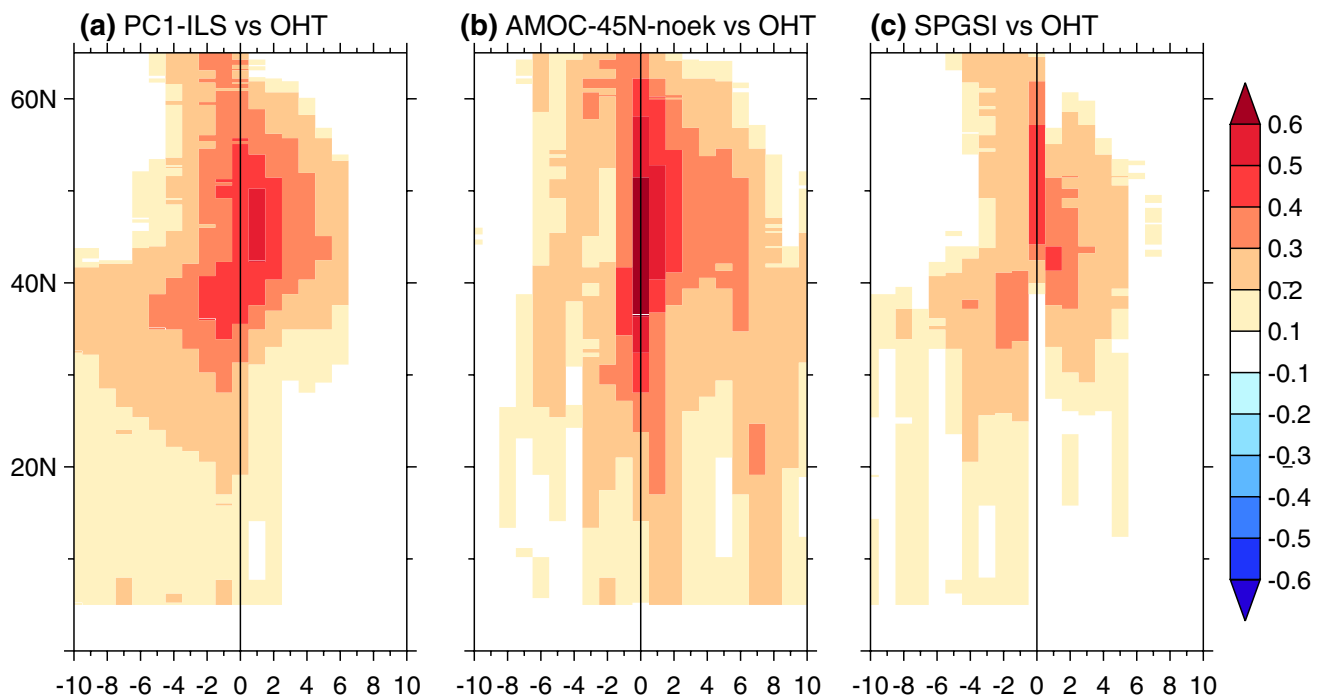 (a) PC1-ILS vs OHT
(b) AMOC-45N-noek vs OHT
(c) SPGSI vs OHT
60N
40N
20N
-10 -8 -6 -4 -2 0 2 4 6 8 10
-10 -8 -6 -4 -2 0 2 4 6 8 10
-10 -8 -6 -4 -2 0 2 4 6 8 10
0.6
0.5
0.4
0.3
0.2
0.1
-0.1
-0.2
-0.3
-0.4
-0.5
-0.6